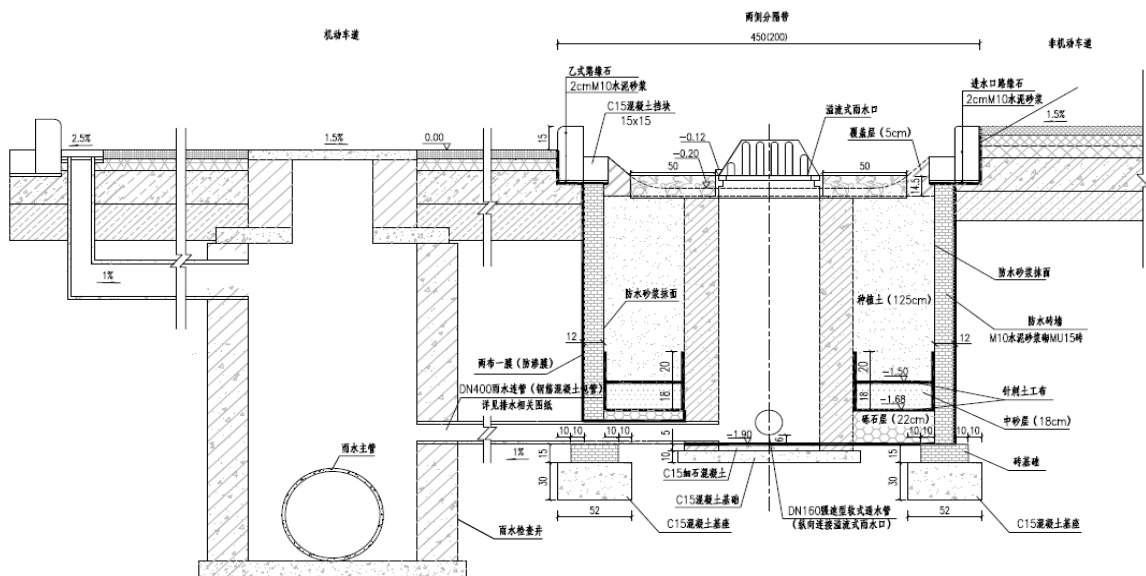 两侧分隔带
机动车道
450(200)
非机动车道
乙式路缘石
2cmM10水泥砂浆
C15混凝土挡块
15x15
溢流式雨水口
覆盖层(5cm)
进水口路缘石
2cmM10水泥砂浆
1.5%
2.5%
1.5%
0.00
15
-0.12
-0.20
50
50
14.5
1%
防水砂浆抹面
种植土(125cm)
防水砂浆抹面
防水砖墙
M10水泥砂浆砌MU15砖
12
12
两布一膜(防渗膜)
20
18
20
18
-1.50
-1.68
针刺土工布
中砂层(18cm)
砾石层(22cm)
DN400雨水连管(钢筋混凝土包管)
详见排水相关图纸
10
10
10
10
10
10
10
10
5
10
-1.90
6
1%
15
30
15
30
雨水主管
C15细石混凝土
C15混凝土基础
砖基础
52
52
DN160膜造型软式透水管
(纵向连接溢流式雨水口)
雨水检查井
C15混凝土基座
C15混凝土基座